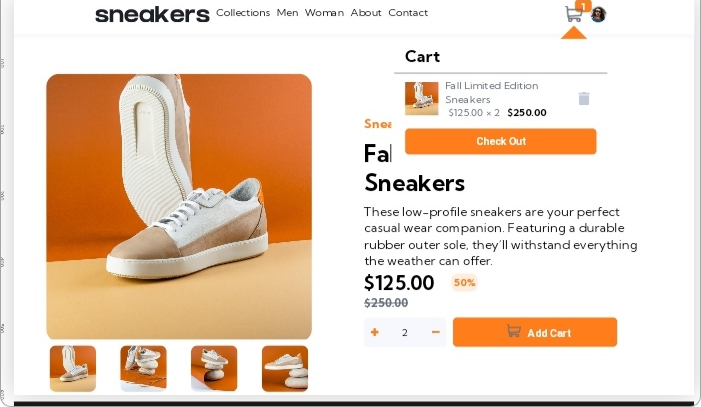 sneakers Collections Men Woman About Contact
1
Cart
Fall Limited Edition
Sneakers
$125.00 × 2 $250.00
Check Out
Snea
Fal
Sneakers
These low-profile sneakers are your perfect
casual wear companion. Featuring a durable
rubber outer sole, they'll withstand everything
the weather can offer.
$125.00 50%
$250.00
+ 2 −
Add Cart